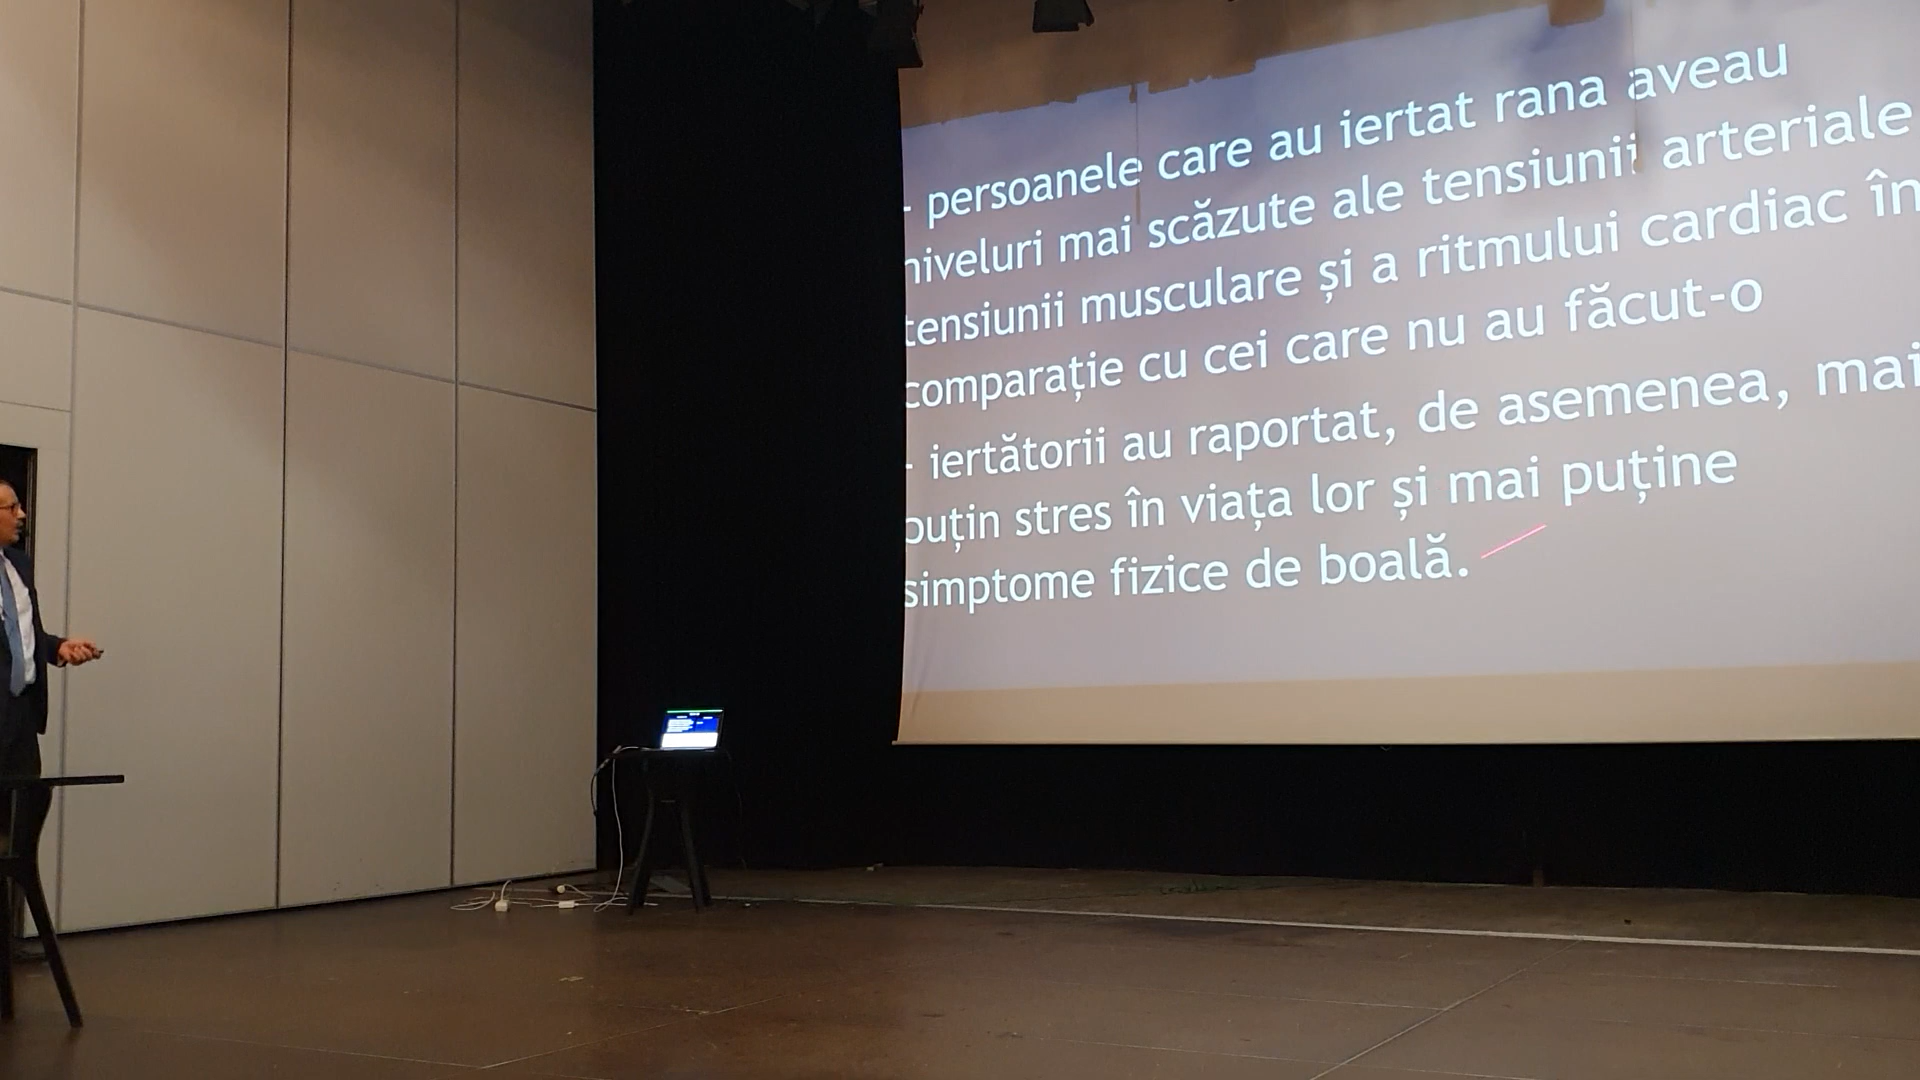 - persoanele care au iertat rana aveau
niveluri mai scăzute ale tensiunii arteriale
tensiunii musculare și a ritmului cardiac în
comparație cu cei care nu au făcut-o
- iertătorii au raportat, de asemenea, mai
puțin stres în viața lor și mai puține
simptome fizice de boală.